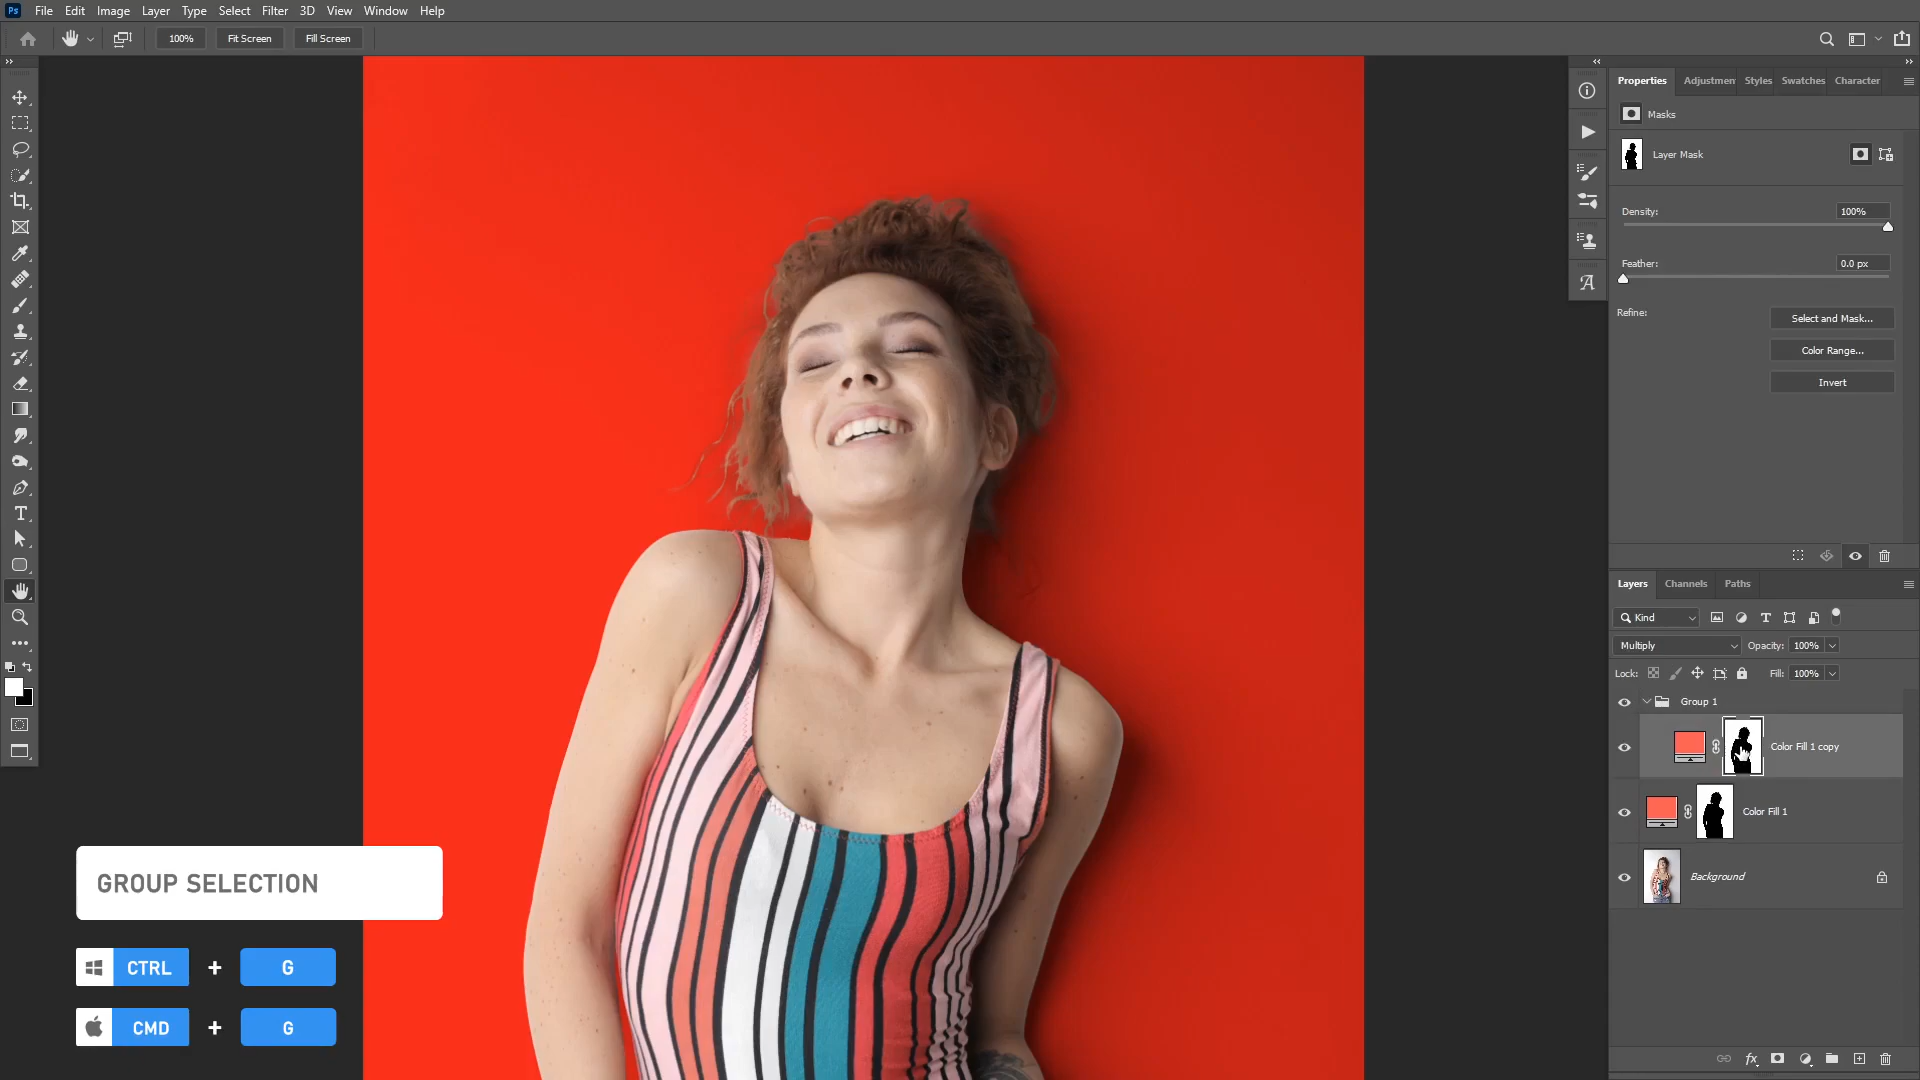 Ps File Edit Image Layer Type Select Filter 3D View Window Help
100% Fit Screen Fill Screen
Properties Adjustmen Styles Swatches Character
Masks
Layer Mask
Density: 100%
Feather: 0.0 px
Refine:
Select and Mask...
Color Range...
Invert
Layers Channels Paths
Kind
Multiply Opacity: 100%
Lock: Fill: 100%
Group 1
Color Fill 1 copy
Color Fill 1
Background
fx
GROUP SELECTION
CTRL + G
CMD + G